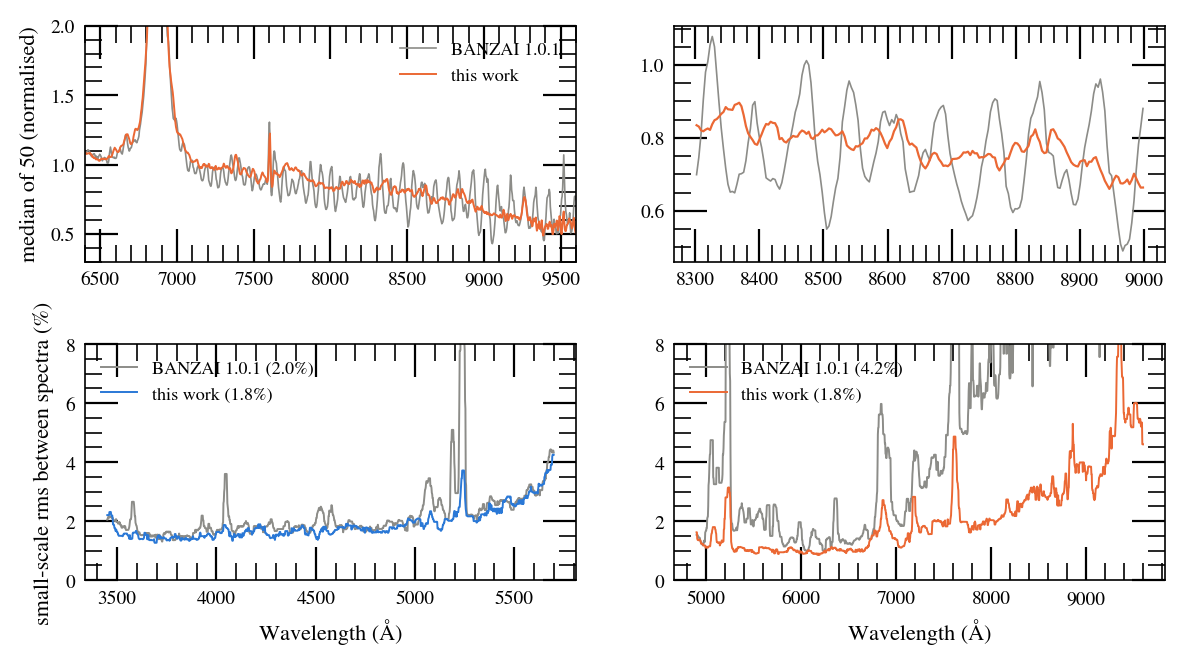 median of 50 (normalised)
2.0
1.5
1.0
0.5
BANZAI 1.0.1
this work
6500 7000 7500 8000 8500 9000 9500
1.0
0.8
0.6
8300 8400 8500 8600 8700 8800 8900 9000
small-scale rms between spectra (%)
8
6
4
2
0
BANZAI 1.0.1 (2.0%)
this work (1.8%)
3500 4000 4500 5000 5500
Wavelength (Å)
8
6
4
2
0
BANZAI 1.0.1 (4.2%)
this work (1.8%)
5000 6000 7000 8000 9000
Wavelength (Å)